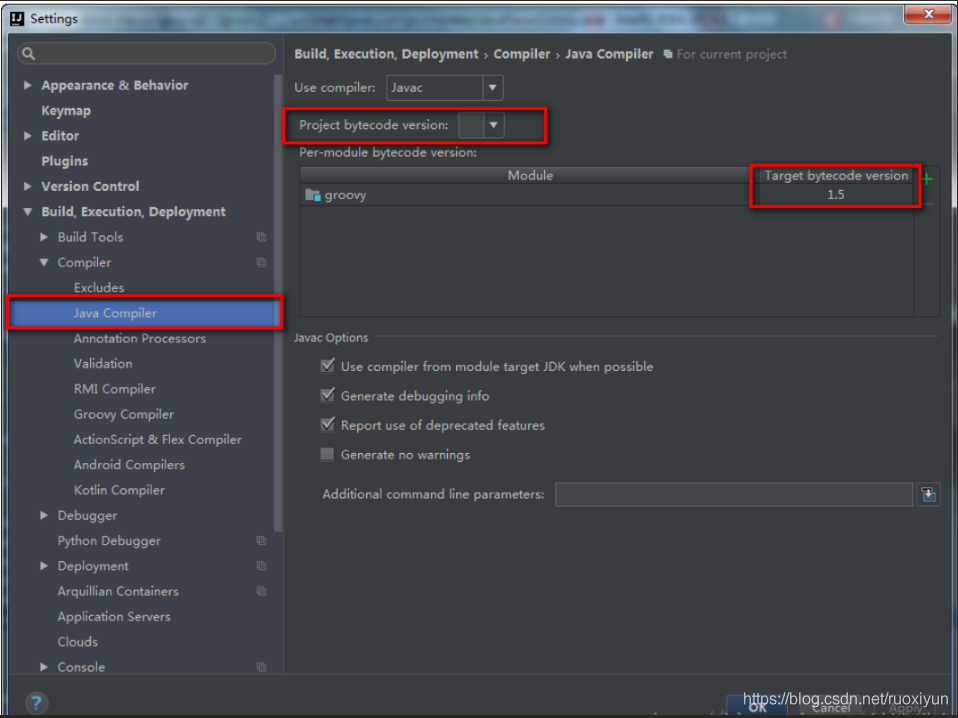 Settings
Appearance & Behavior
Keymap
Editor
Plugins
Version Control
Build, Execution, Deployment
Build Tools
Compiler
Excludes
Java Compiler
Annotation Processors
Validation
RMI Compiler
Groovy Compiler
ActionScript & Flex Compiler
Android Compilers
Kotlin Compiler
Debugger
Python Debugger
Deployment
Arquillian Containers
Application Servers
Clouds
Console
Build, Execution, Deployment › Compiler › Java Compiler For current project
Use compiler: Javac
Project bytecode version:
Per-module bytecode version:
Module Target bytecode version
groovy 1.5
Javac Options
Use compiler from module target JDK when possible
Generate debugging info
Report use of deprecated features
Generate no warnings
Additional command line parameters:
?
OK Cancel Apply
https://blog.csdn.net/ruoxiyun